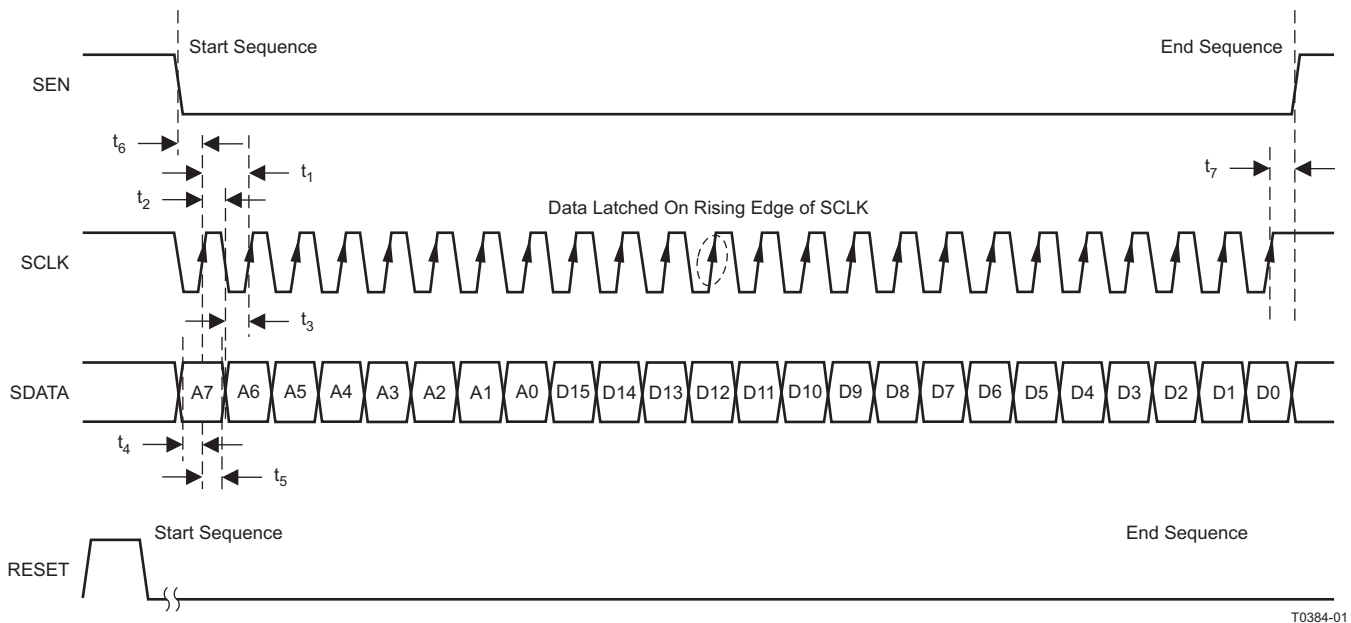 Start Sequence
End Sequence
SEN
t6
t1
t7
t2
Data Latched On Rising Edge of SCLK
SCLK
t3
SDATA
A7 A6 A5 A4 A3 A2 A1 A0 D15 D14 D13 D12 D11 D10 D9 D8 D7 D6 D5 D4 D3 D2 D1 D0
t4
t5
Start Sequence
End Sequence
RESET
T0384-01